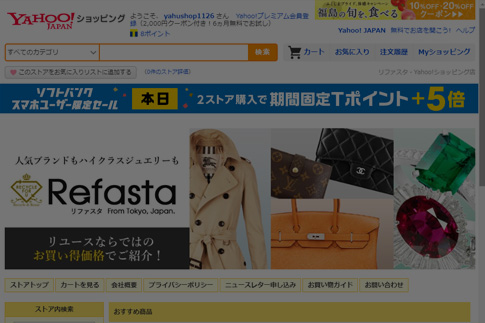 YAHOO! JAPAN ショッピング
ようこそ、yahushop1126 さん Yahoo!プレミアム会員登録 (2,000円クーポン付き！6ヵ月無料でお試し)
8ポイント
福島の旬を、食べる
10%OFF·20%OFF クーポン▶▶
Yahoo! JAPAN 無料でお店を開こう! ヘルプ
すべてのカテゴリ 検索 カート お気に入り 注文履歴 Myショッピング
このストアをお気に入りリストに追加する (0件のストア評価) リファスタ - Yahoo!ショッピング店
ソフトバンク スマホユーザー限定セール 本日 2ストア購入で 期間固定Tポイント+5倍
人気ブランドもハイクラスジュエリーも
RECYCLE FOR
Refasta
リファスタ From Tokyo, Japan.
CHANEL
リユースならではの
お買い得価格でご紹介！
ストアトップ カートを見る 会社概要 プライバシーポリシー ニュースレター申し込み お買い物ガイド お問い合わせ
ストア内検索 おすすめ商品